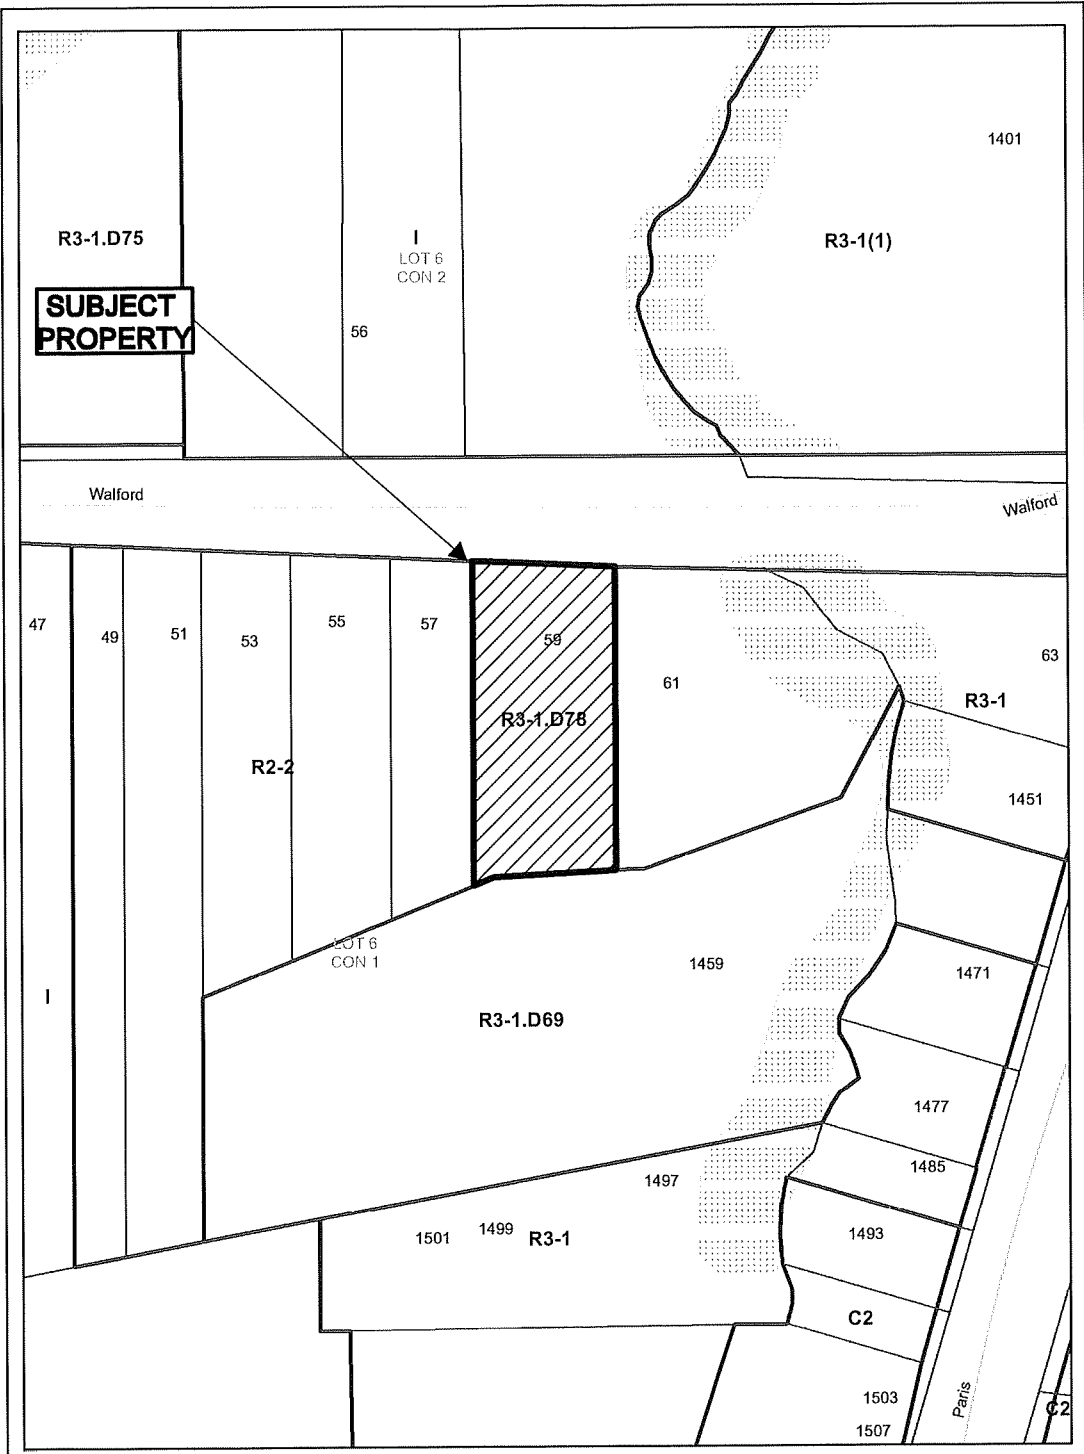 1401
R3-1.D75
I
LOT 6
CON 2
R3-1(1)
SUBJECT
PROPERTY
56
Walford
Walford
47
49
51
53
55
57
59
61
63
R3-1
R3-1.D78
R2-2
1451
LOT 6
CON 1
1459
1471
I
R3-1.D69
1477
1485
1497
1493
1501
1499
R3-1
C2
1503
1507
Paris
C2